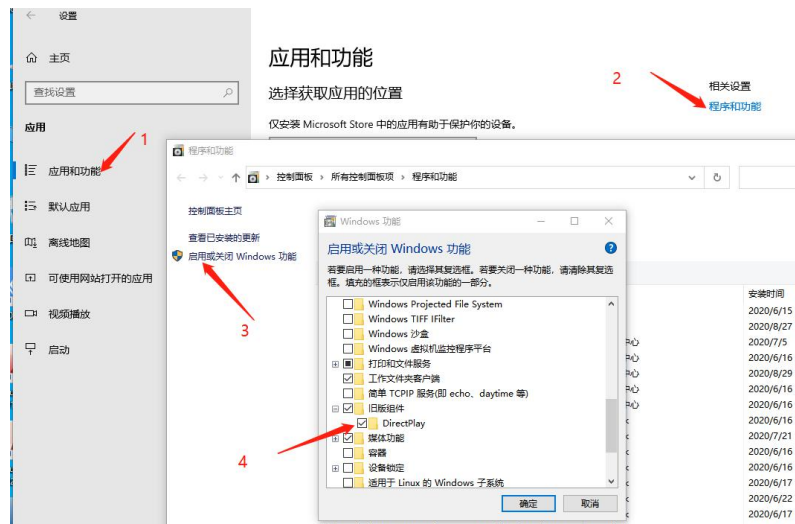 设置
主页
查找设置
应用
应用和功能
默认应用
离线地图
可使用网站打开的应用
视频播放
启动
应用和功能
选择获取应用的位置
仅安装 Microsoft Store 中的应用有助于保护你的设备。
相关设置
程序和功能
1
2
3
4
程序和功能
控制面板 › 所有控制面板项 › 程序和功能
控制面板主页
查看已安装的更新
启用或关闭 Windows 功能
Windows 功能
启用或关闭 Windows 功能
若要启用一种功能，请选择其复选框。若要关闭一种功能，请清除其复选
框。填充的框表示仅启用该功能的一部分。
Windows Projected File System
Windows TIFF IFilter
Windows 沙盒
Windows 虚拟机监控程序平台
打印和文件服务
工作文件夹客户端
简单 TCPIP 服务(即 echo、daytime 等)
旧版组件
DirectPlay
媒体功能
容器
设备锁定
适用于 Linux 的 Windows 子系统
确定
取消
安装时间
2020/6/15
2020/8/27
中心 2020/7/5
中心 2020/6/16
中心 2020/8/29
中心 2020/6/16
中心 2020/6/16
2020/6/16
2020/7/21
2020/6/16
2020/6/16
2020/6/17
2020/6/22
2020/6/17